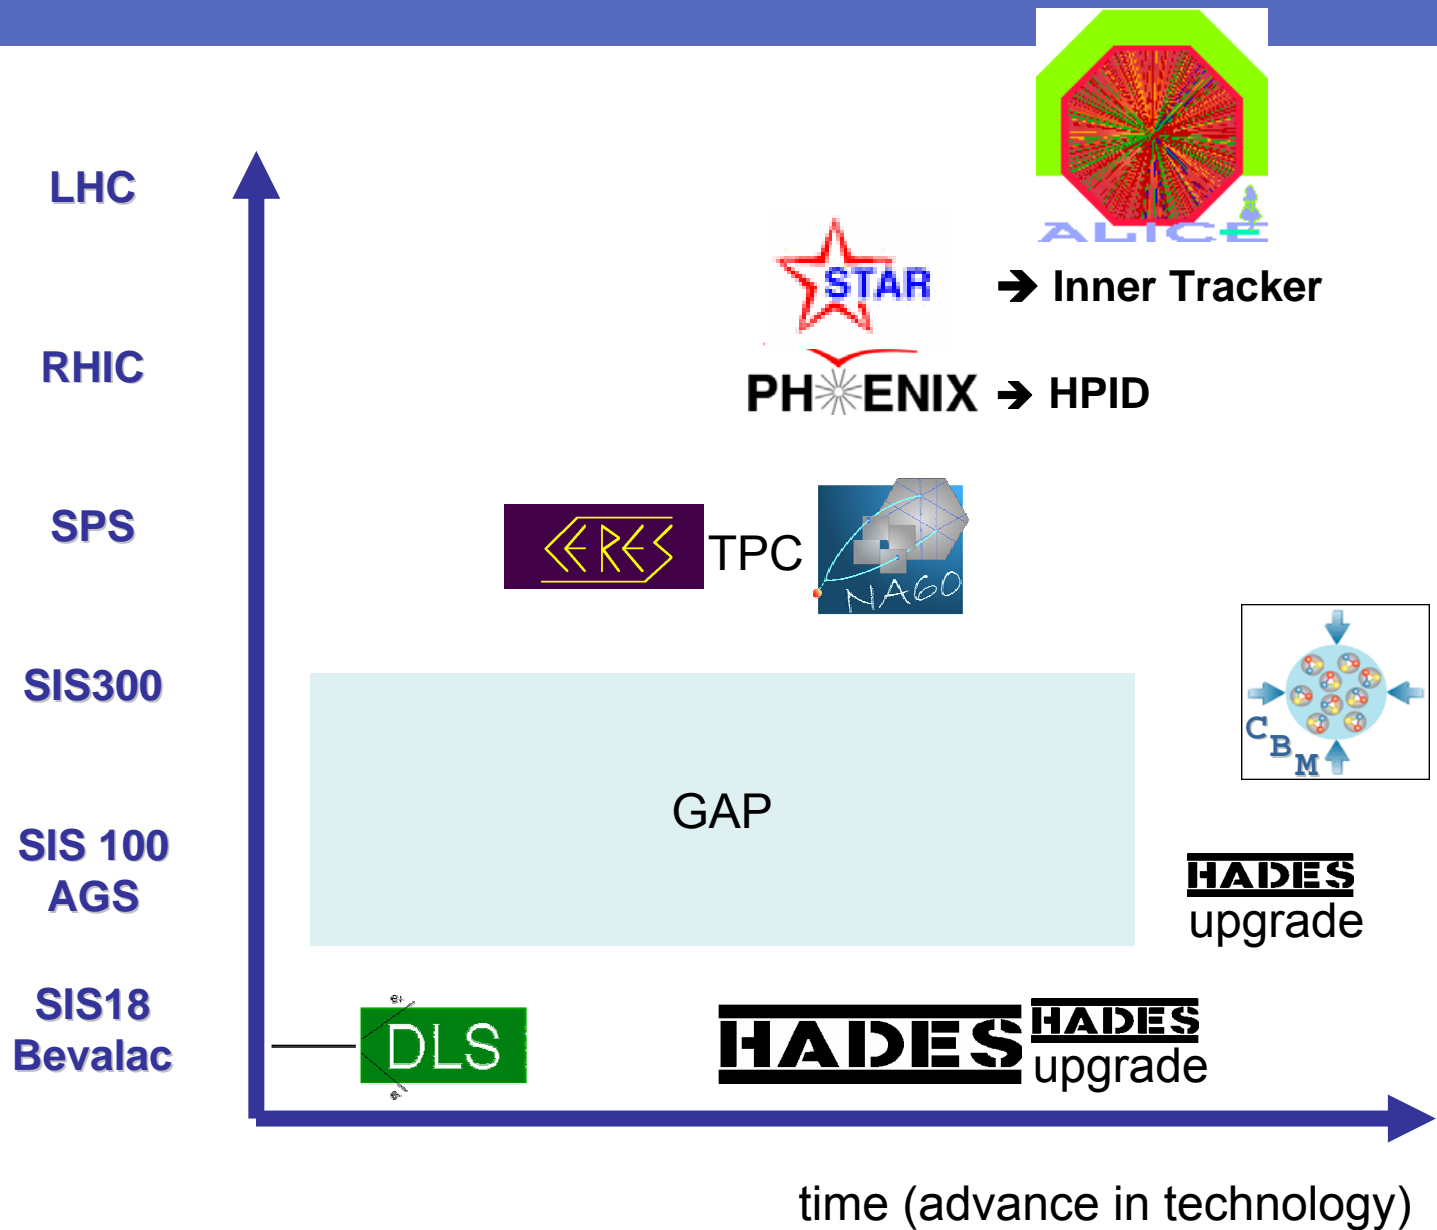 LHC
ALICE
STAR
➔ Inner Tracker
RHIC
PHENIX ➔ HPID
SPS
CERES TPC NA60
SIS300
CBM
GAP
SIS 100
AGS
HADES
upgrade
SIS18
Bevalac
e+
DLS
e-
HADES
HADES
upgrade
time (advance in technology)